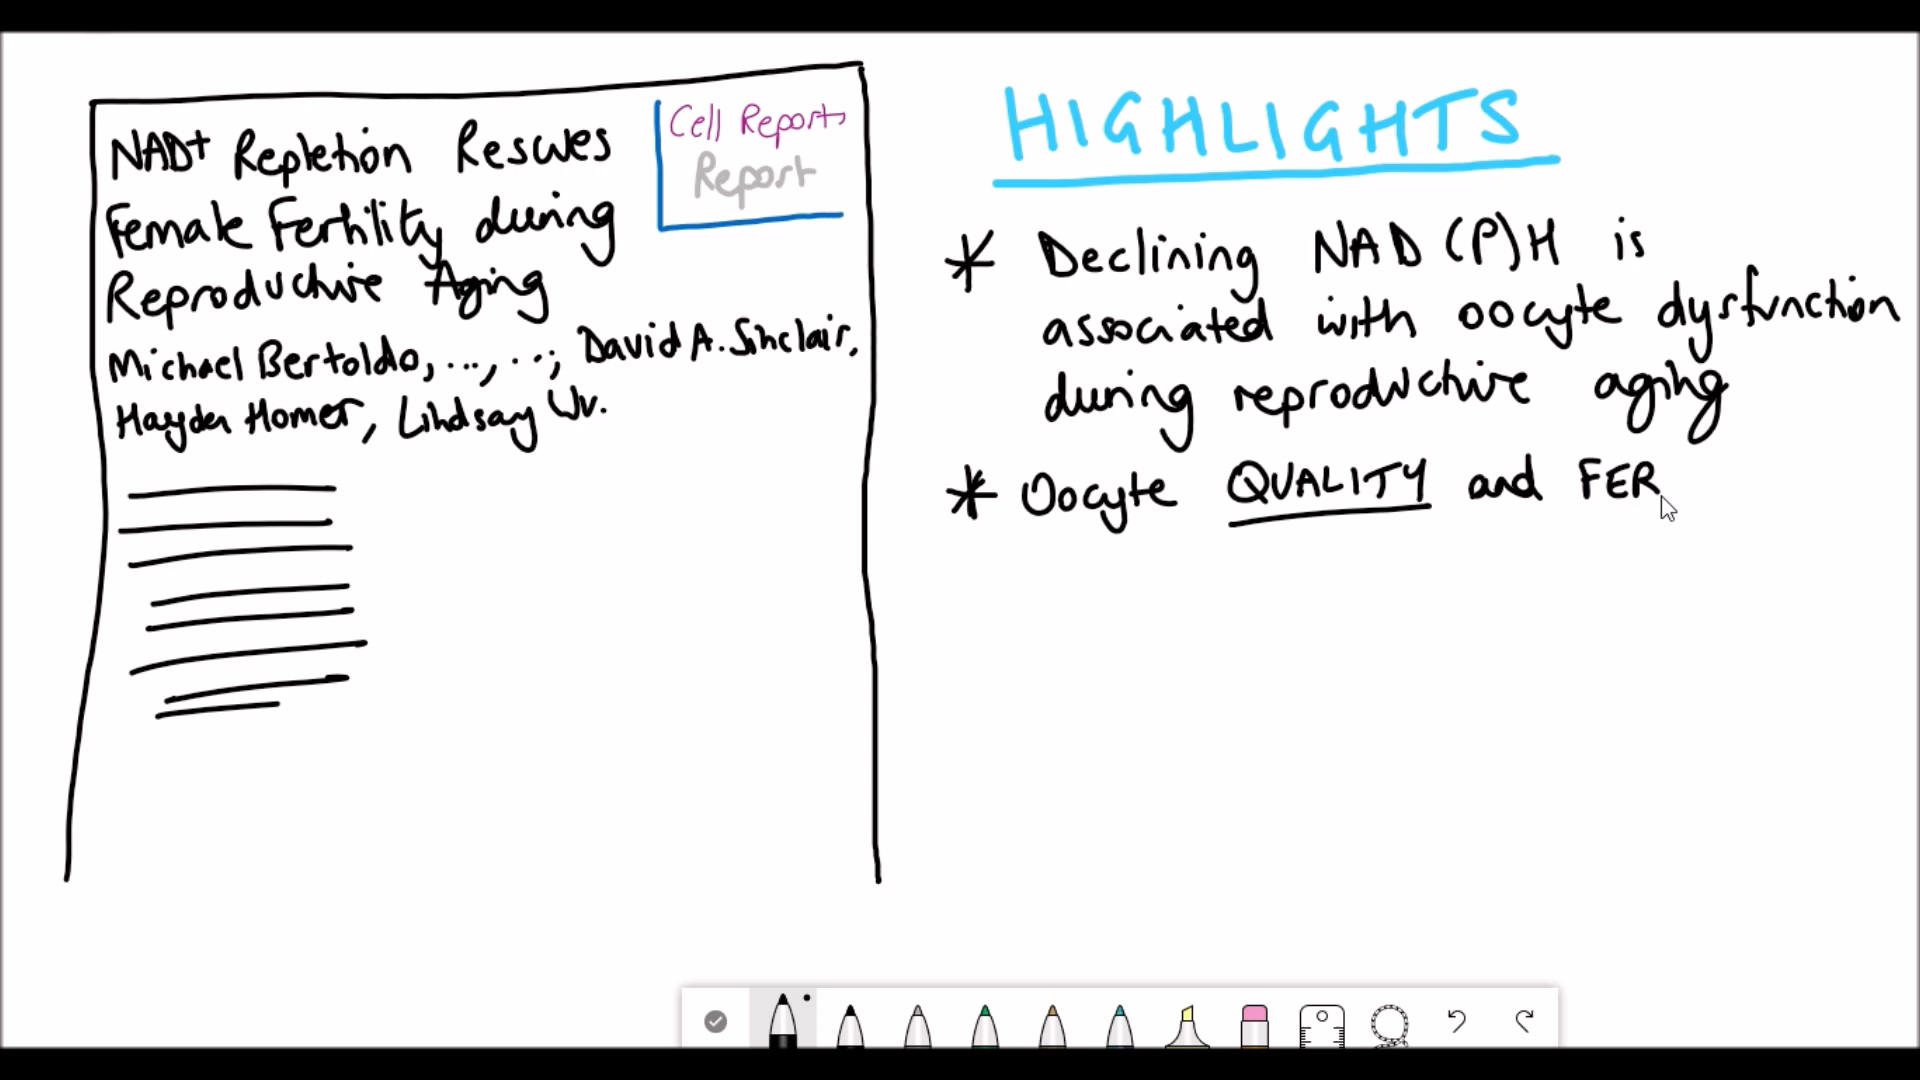 NAD+ Repletion Rescues
Female Fertility during
Reproductive Aging
Michael Bertoldo, ..., ..., David A. Sinclair,
Hayden Homer, Lindsay Wu.
Cell Reports
Report
HIGHLIGHTS
* Declining NAD(P)H is
associated with oocyte dysfunction
during reproductive aging
* Oocyte QUALITY and FER